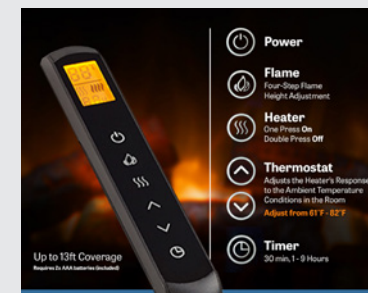 Power
Flame
Four-Step Flame
Height Adjustment
Heater
One Press On
Double Press Off
Thermostat
Adjusts the Heater's Response
to the Ambient Temperature
Conditions in the Room
Adjust from 61°F - 82°F
Timer
30 min, 1 - 9 Hours
Up to 13ft Coverage
Requires 2x AAA batteries (included)